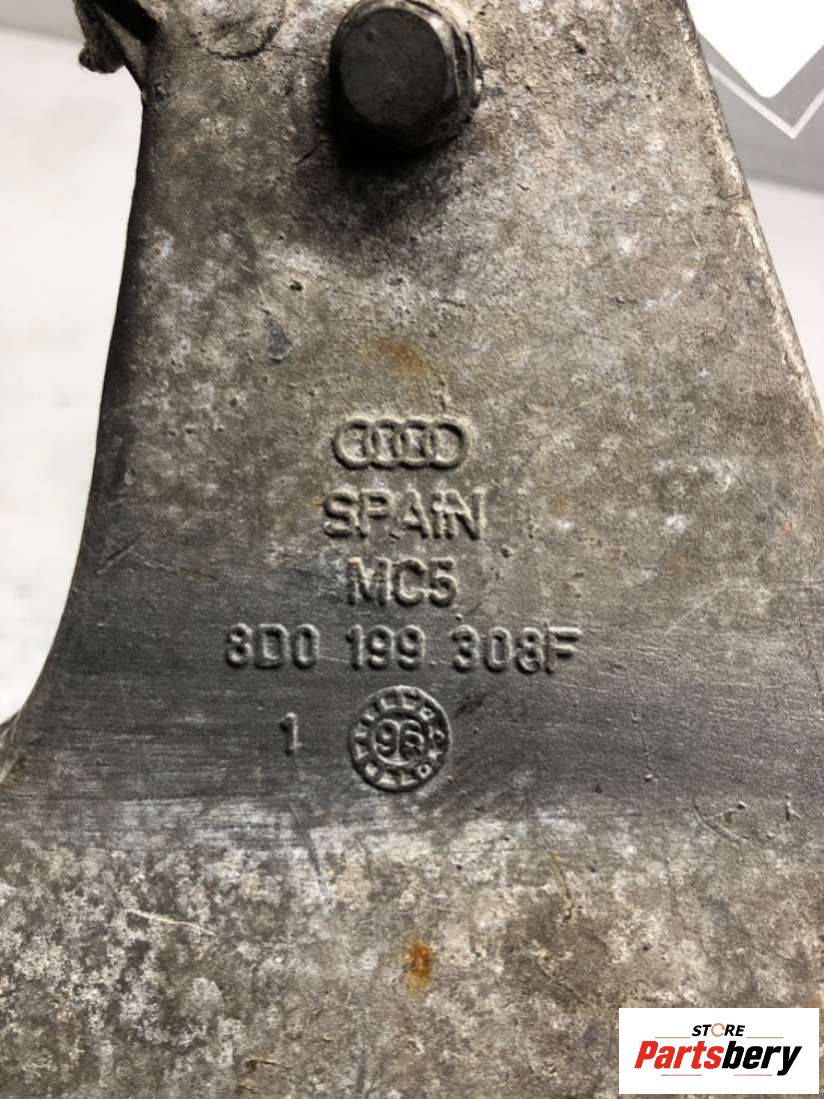 SPAIN
MC5
8D0 199 308F
1 96
STORE
Partsbery